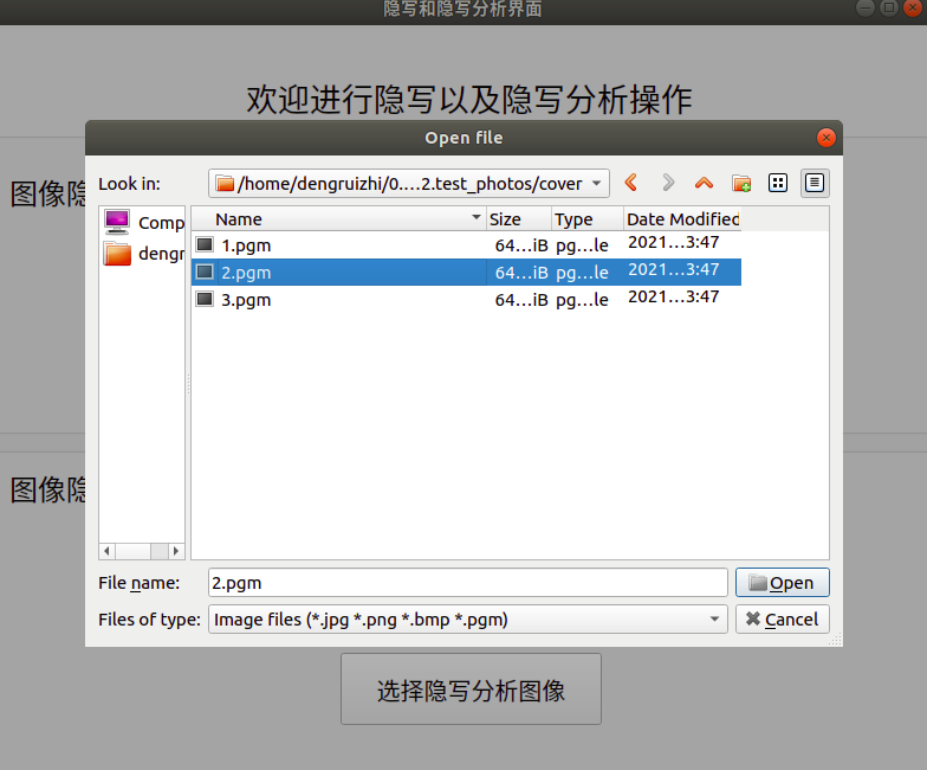 隐写和隐写分析界面
欢迎进行隐写以及隐写分析操作
Open file
图像隐
Look in: /home/dengruizhi/0....2.test_photos/cover
Comp
dengr
Name Size Type Date Modified
1.pgm 64...iB pg...le 2021...3:47
2.pgm 64...iB pg...le 2021...3:47
3.pgm 64...iB pg...le 2021...3:47
图像隐
File name: 2.pgm Open
Files of type: Image files (*.jpg *.png *.bmp *.pgm) Cancel
选择隐写分析图像